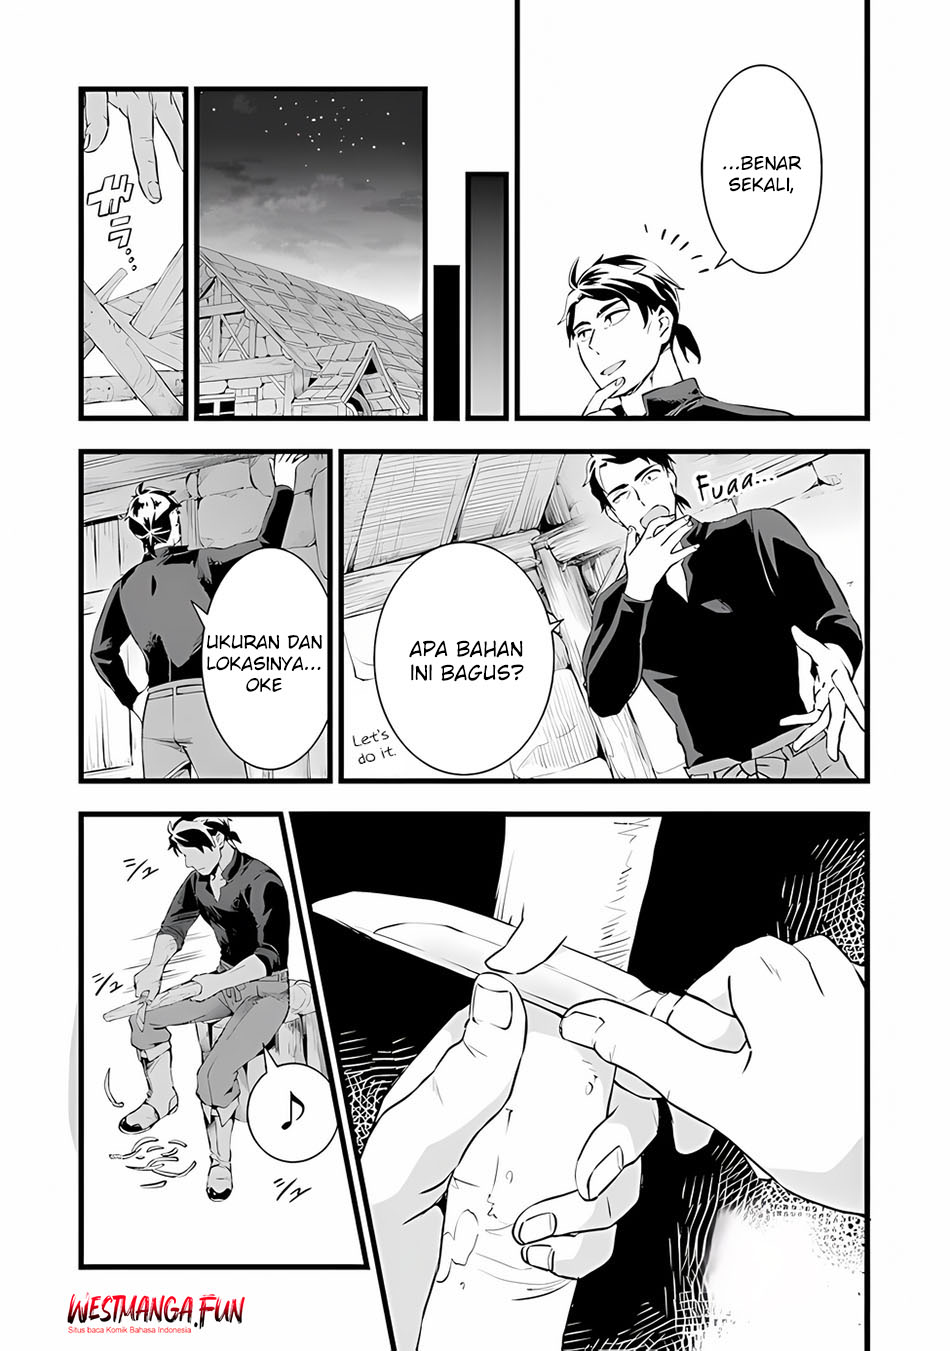 ...BENAR
SEKALI,
ギラ...
Fuaa...
APA BAHAN
INI BAGUS?
Let's
do it.
UKURAN DAN
LOKASINYA...
OKE
シュ
シュ
シュ
WESTMANGA.FUN
Situs baca Komik Bahasa Indonesia